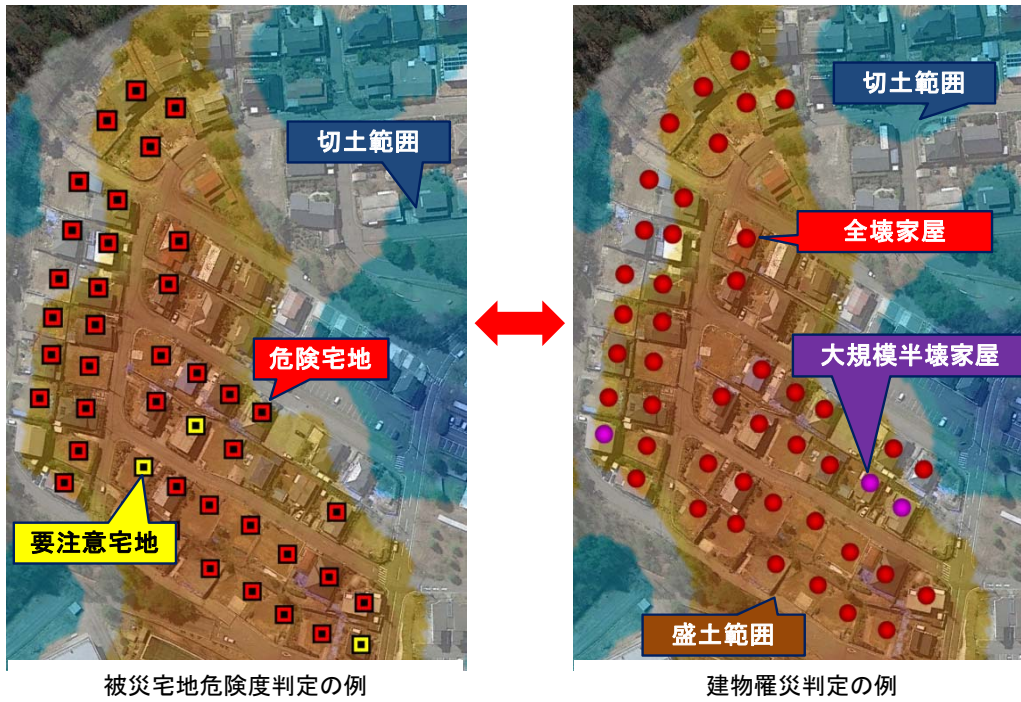 切土範囲
危険宅地
要注意宅地
被災宅地危険度判定の例
切土範囲
全壊家屋
大規模半壊家屋
盛土範囲
建物罹災判定の例